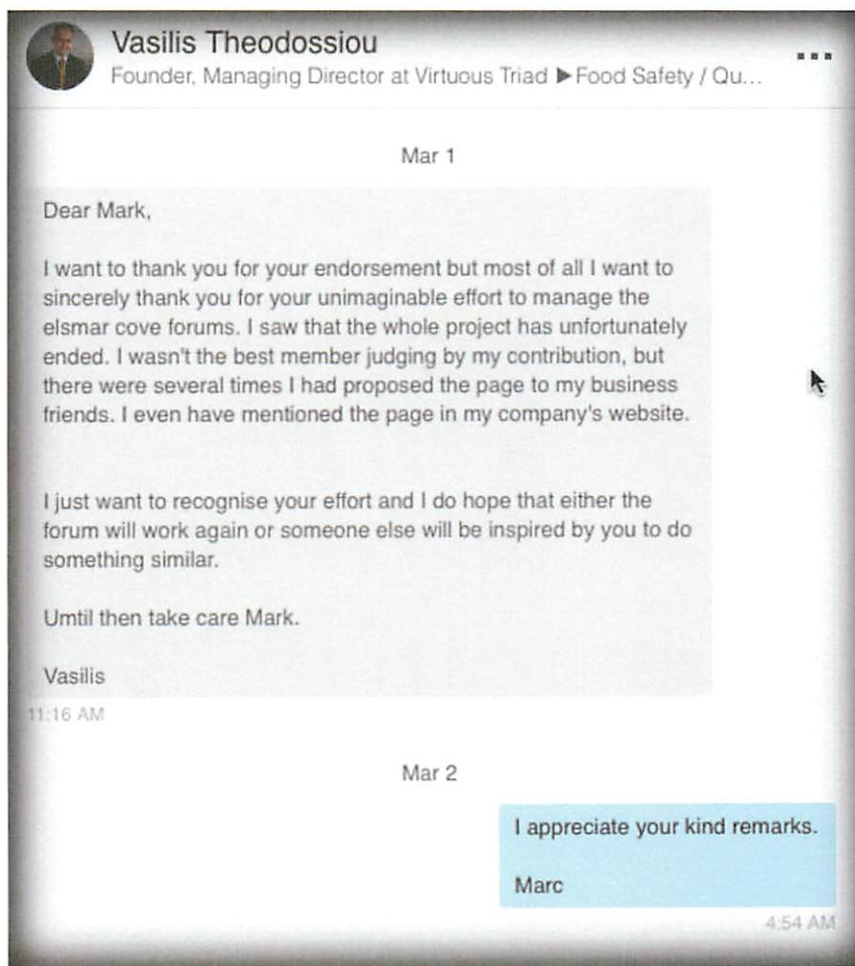 Vasilis Theodossiou
Founder, Managing Director at Virtuous Triad ▶Food Safety / Qu...
Mar 1
Dear Mark,
I want to thank you for your endorsement but most of all I want to
sincerely thank you for your unimaginable effort to manage the
elsmar cove forums. I saw that the whole project has unfortunately
ended. I wasn't the best member judging by my contribution, but
there were several times I had proposed the page to my business
friends. I even have mentioned the page in my company's website.
I just want to recognise your effort and I do hope that either the
forum will work again or someone else will be inspired by you to do
something similar.
Umtil then take care Mark.
Vasilis
11:16 AM
Mar 2
I appreciate your kind remarks.
Marc
4:54 AM